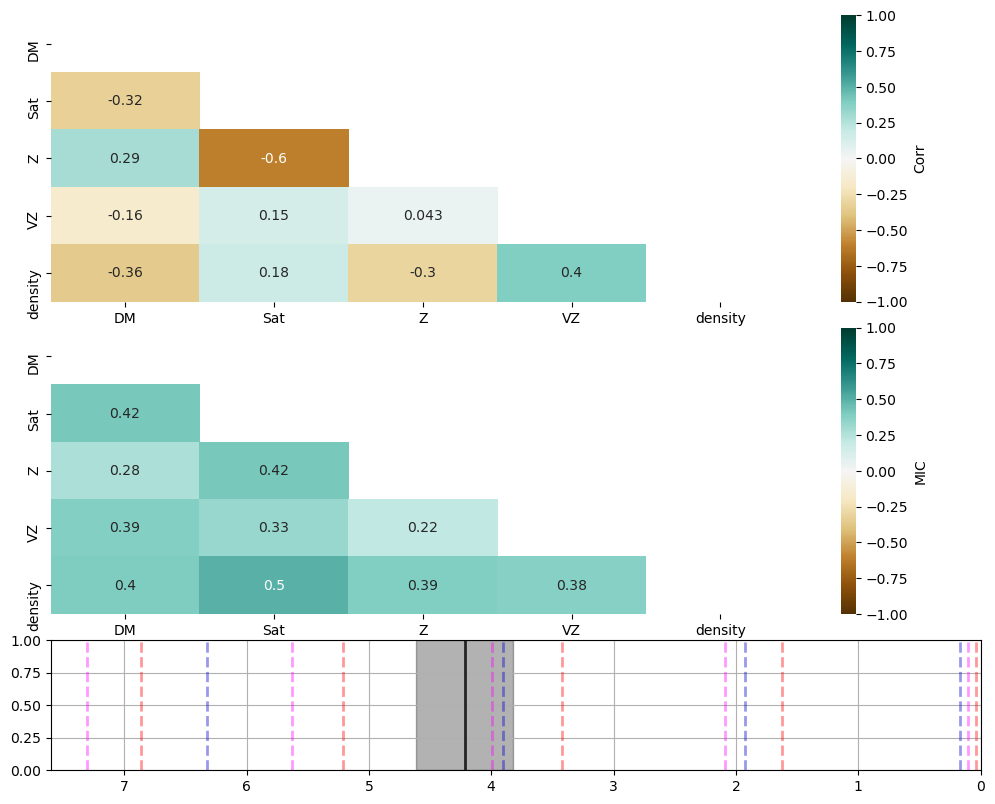 DM
Sat
Z
VZ
density
-0.32
0.29 -0.6
-0.16 0.15 0.043
-0.36 0.18 -0.3 0.4
DM Sat Z VZ density
1.00
0.75
0.50
0.25
0.00
−0.25
−0.50
−0.75
−1.00
Corr
DM
Sat
Z
VZ
density
0.42
0.28 0.42
0.39 0.33 0.22
0.4 0.5 0.39 0.38
DM Sat Z VZ density
1.00
0.75
0.50
0.25
0.00
−0.25
−0.50
−0.75
−1.00
MIC
1.00
0.75
0.50
0.25
0.00
7 6 5 4 3 2 1 0